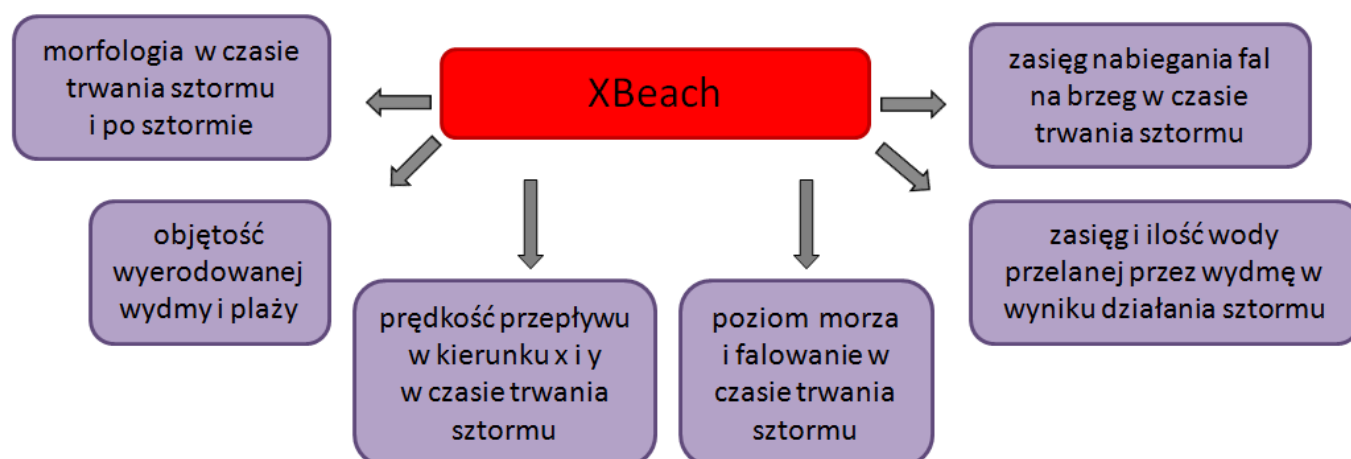 XBeach
morfologia w czasie
trwania sztormu
i po sztormie
objętość
wyerodowanej
wydmy i plaży
prędkość przepływu
w kierunku x i y
w czasie trwania
sztormu
poziom morza
i falowanie w
czasie trwania
sztormu
zasięg nabiegania fal
na brzeg w czasie
trwania sztormu
zasięg i ilość wody
przelanej przez wydmę w
wyniku działania sztormu